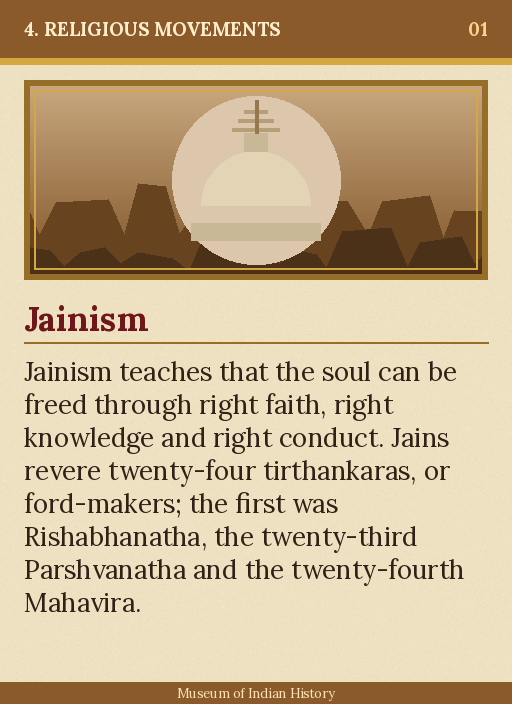 4. RELIGIOUS MOVEMENTS
01
Jainism
Jainism teaches that the soul can be
freed through right faith, right
knowledge and right conduct. Jains
revere twenty-four tirthankaras, or
ford-makers; the first was
Rishabhanatha, the twenty-third
Parshvanatha and the twenty-fourth
Mahavira.
Museum of Indian History